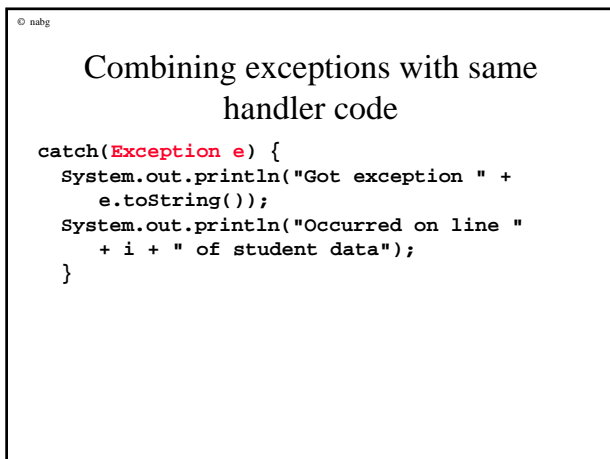 © nabg
Combining exceptions with same
handler code
catch(Exception e) {
System.out.println("Got exception " +
e.toString());
System.out.println("Occurred on line "
+ i + " of student data");
}